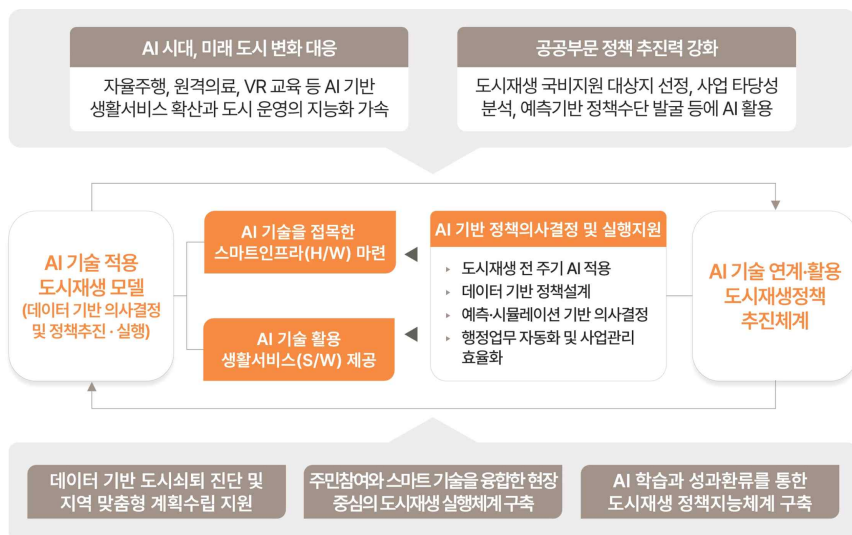 AI 시대, 미래 도시 변화 대응
자율주행, 원격의료, VR 교육 등 AI 기반
생활서비스 확산과 도시 운영의 지능화 가속
공공부문 정책 추진력 강화
도시재생 국비지원 대상지 선정, 사업 타당성
분석, 예측기반 정책수단 발굴 등에 AI 활용
AI 기술 적용
도시재생 모델
(데이터 기반 의사결정
및 정책추진 · 실행)
AI 기술을 접목한
스마트인프라(H/W) 마련
AI 기술 활용
생활서비스(S/W) 제공
AI 기반 정책의사결정 및 실행지원
▸ 도시재생 전 주기 AI 적용
▸ 데이터 기반 정책설계
▸ 예측·시뮬레이션 기반 의사결정
▸ 행정업무 자동화 및 사업관리
효율화
AI 기술 연계·활용
도시재생정책
추진체계
데이터 기반 도시쇠퇴 진단 및
지역 맞춤형 계획수립 지원
주민참여와 스마트 기술을 융합한 현장
중심의 도시재생 실행체계 구축
AI 학습과 성과환류를 통한
도시재생 정책지능체계 구축